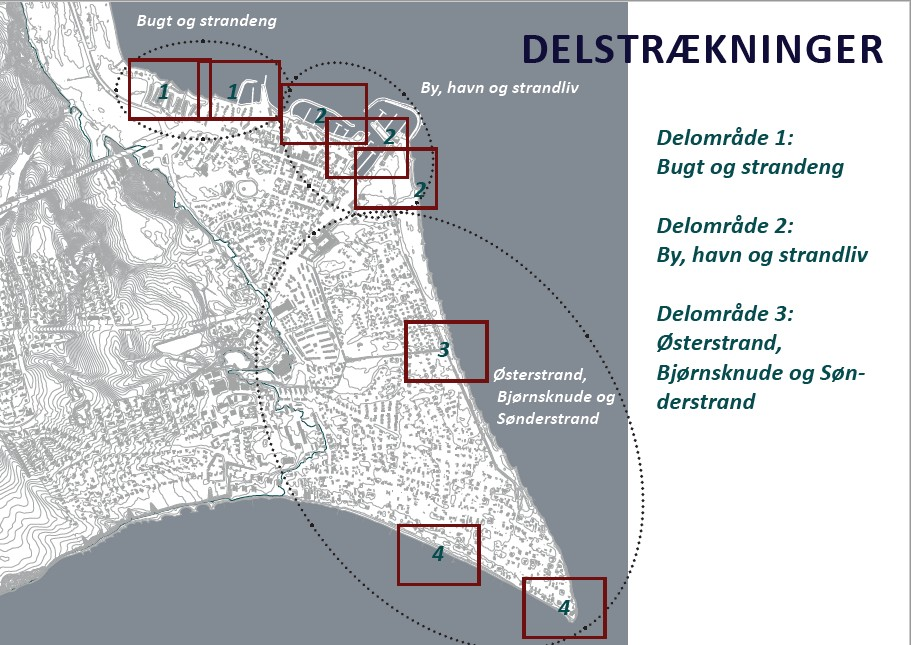 Bugt og strandeng
DELSTRÆKNINGER
By, havn og strandliv
1
1
2
2
2
3
Østerstrand,
Bjørnsknude og
Sønderstrand
4
4
Delområde 1:
Bugt og strandeng
Delområde 2:
By, havn og strandliv
Delområde 3:
Østerstrand,
Bjørnsknude og Søn-
derstrand